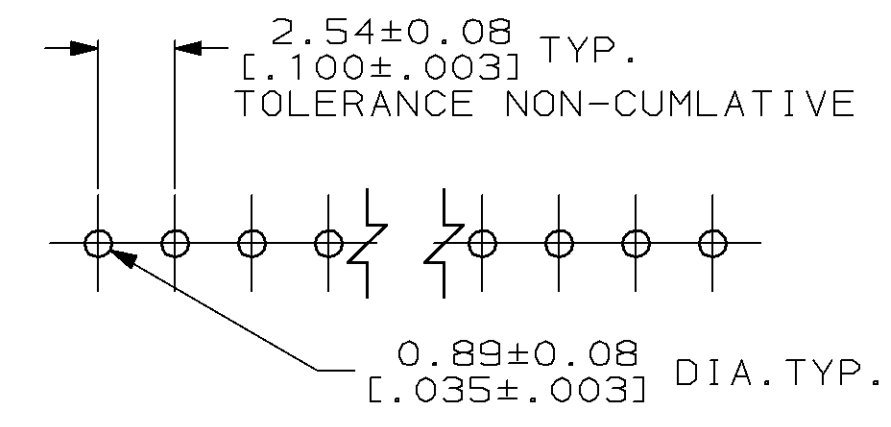 2.54±0.08
[.100±.003] TYP.
TOLERANCE NON-CUMLATIVE
0.89±0.08
[.035±.003] DIA.TYP.